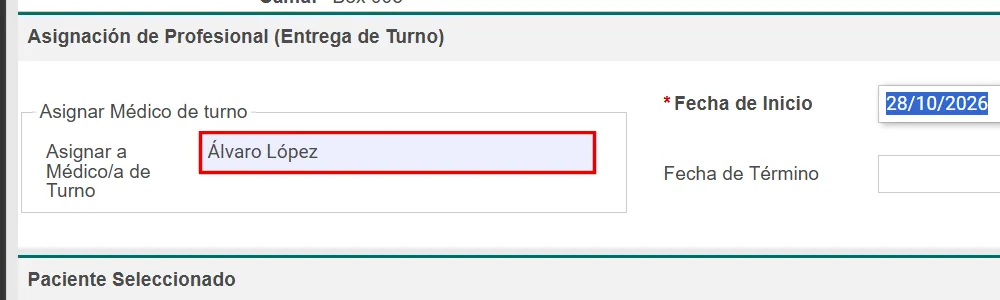 Asignación de Profesional (Entrega de Turno)
Asignar Médico de turno
Asignar a
Médico/a de
Turno
Álvaro López
* Fecha de Inicio
28/10/2026
Fecha de Término
Paciente Seleccionado